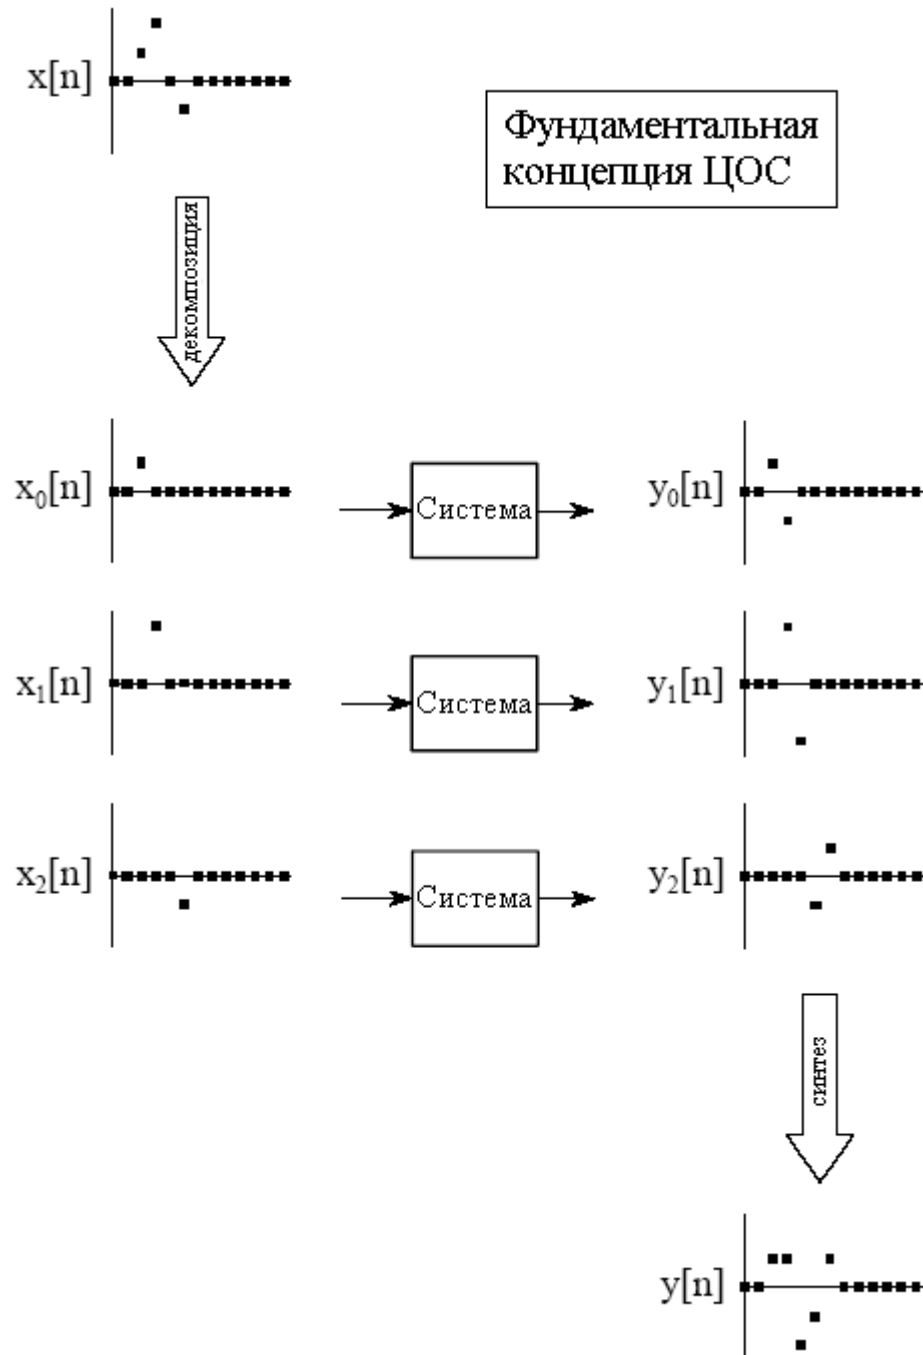 x[n]
Фундаментальная
концепция ЦОС
декомпозиция
x₀[n]
Система
y₀[n]
x₁[n]
Система
y₁[n]
x₂[n]
Система
y₂[n]
синтез
y[n]